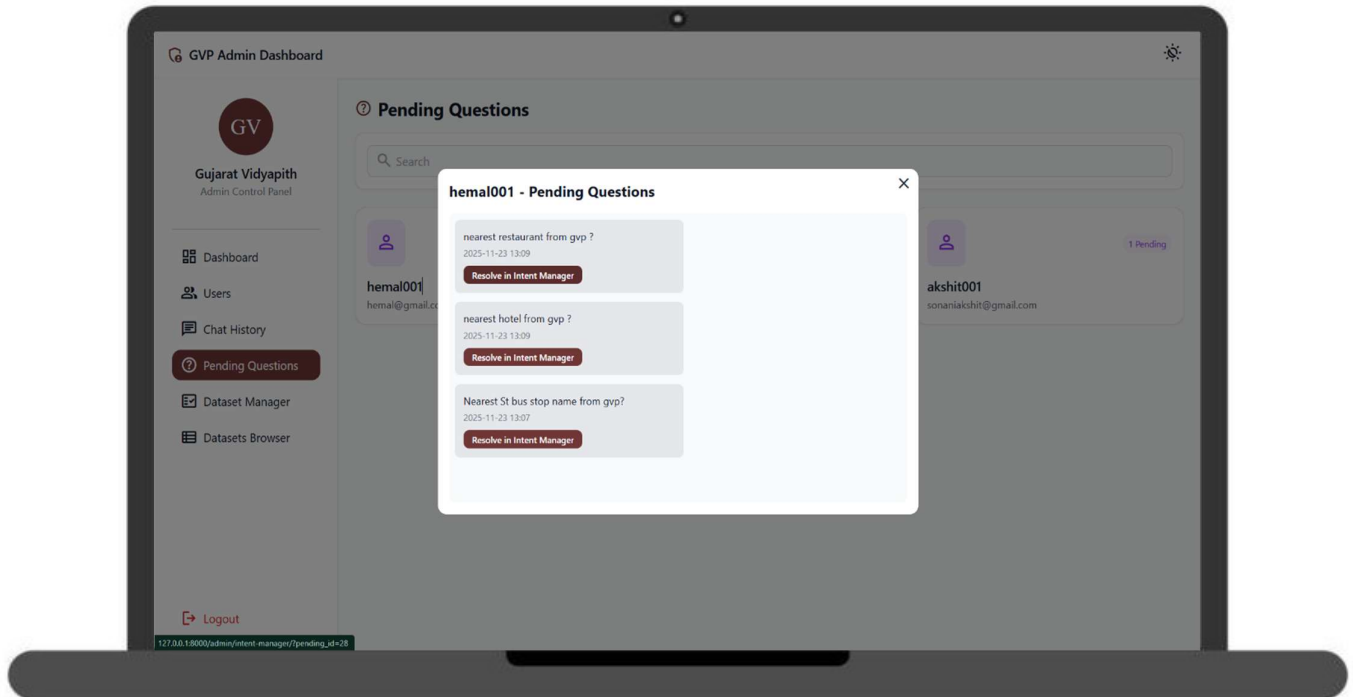 GVP Admin Dashboard
GV
Gujarat Vidyapith
Admin Control Panel
Dashboard
Users
Chat History
Pending Questions
Dataset Manager
Datasets Browser
Logout
127.0.0.1:8000/admin/intent-manager/?pending_id=28
Pending Questions
Search
hemal001
hemal@gmail.co
hemal001 - Pending Questions
nearest restaurant from gvp ?
2025-11-23 13:09
Resolve in Intent Manager
nearest hotel from gvp ?
2025-11-23 13:09
Resolve in Intent Manager
Nearest St bus stop name from gvp?
2025-11-23 13:07
Resolve in Intent Manager
1 Pending
akshit001
sonaniakshit@gmail.com